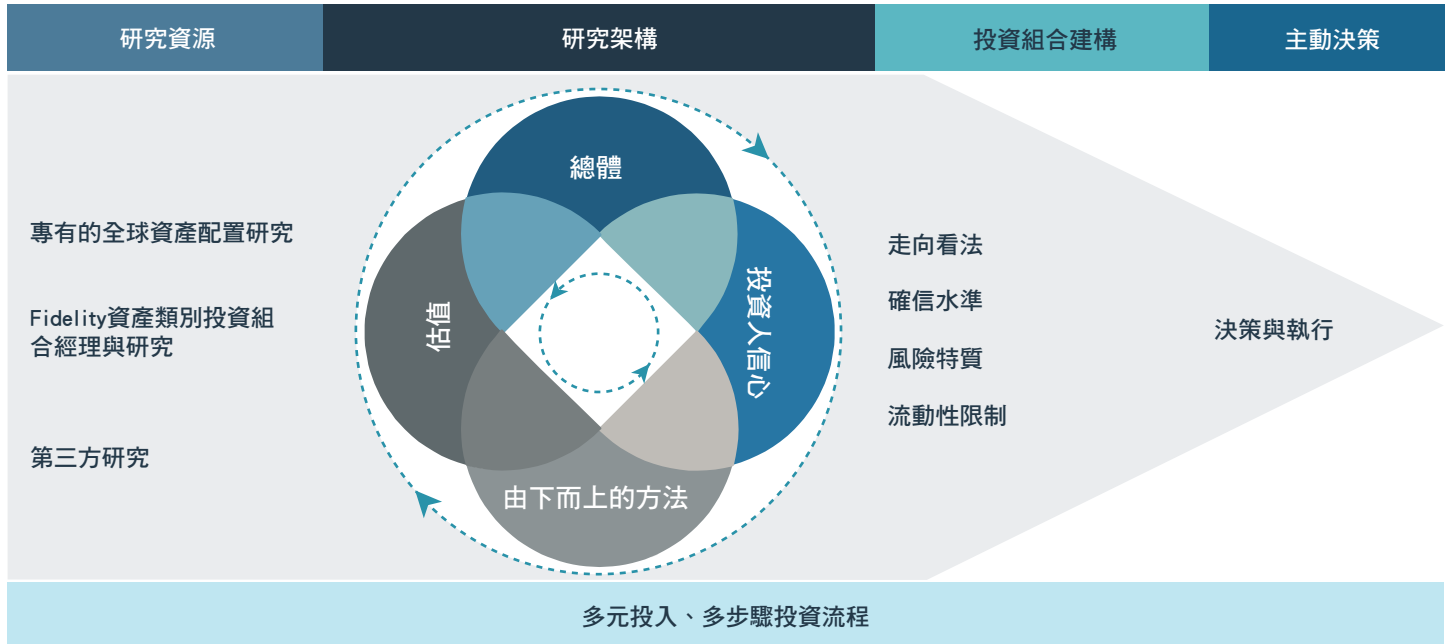 研究資源
研究架構
投資組合建構
主動決策
專有的全球資產配置研究
Fidelity資產類別投資組
合經理與研究
第三方研究
總體
估值
投資人信心
由下而上的方法
走向看法
確信水準
風險特質
流動性限制
決策與執行
多元投入、多步驟投資流程